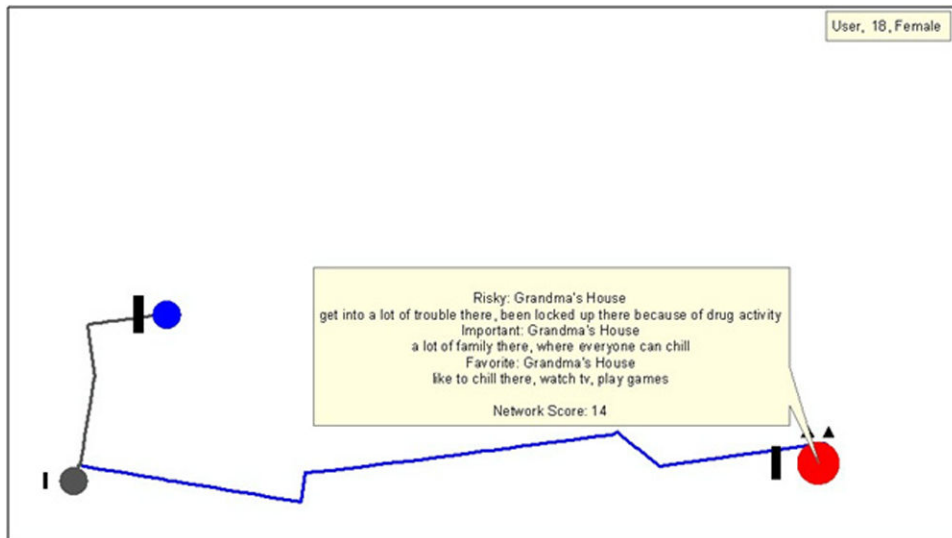 User, 18, Female
Risky: Grandma's House
get into a lot of trouble there, been locked up there because of drug activity
Important: Grandma's House
a lot of family there, where everyone can chill
Favorite: Grandma's House
like to chill there, watch tv, play games
Network Score: 14